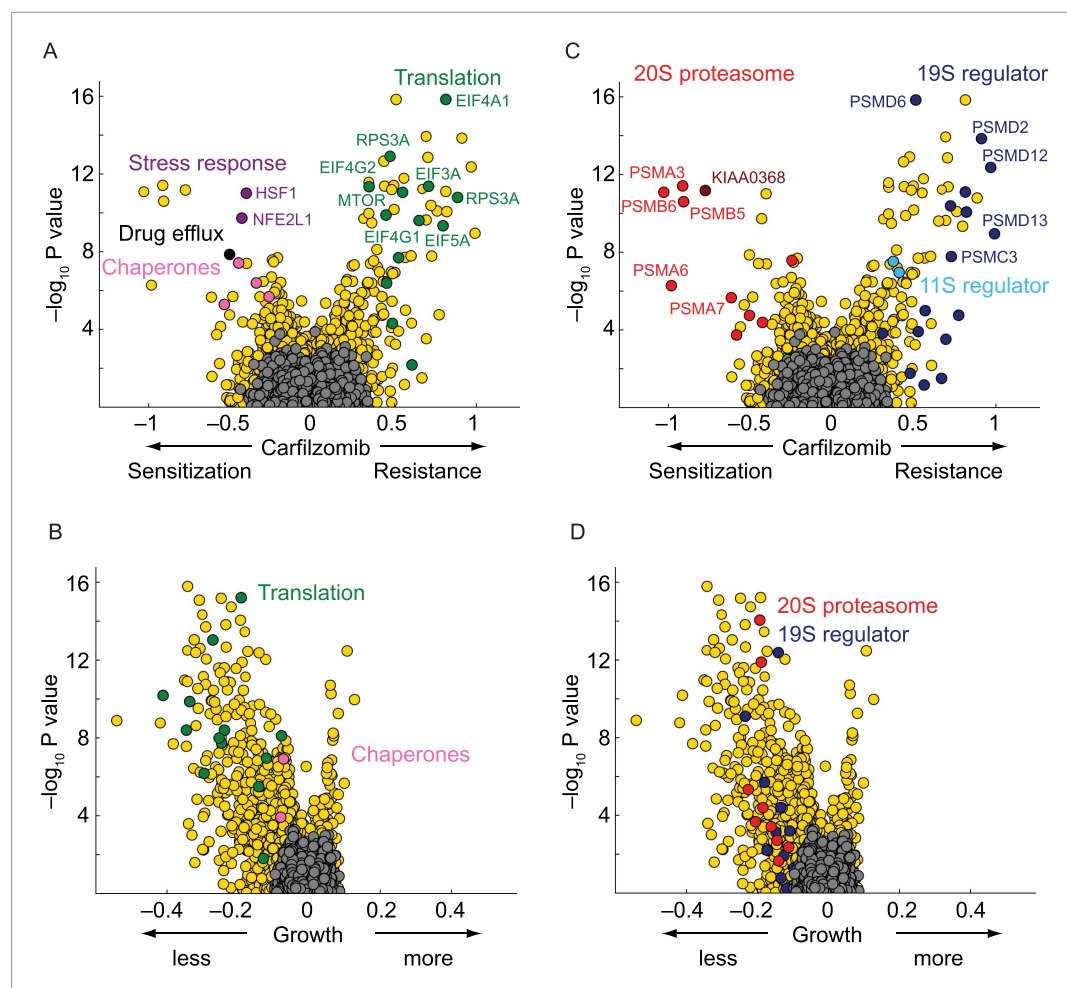 A
Translation
16
EIF4A1
RPS3A
12
EIF4G2
EIF3A
Stress response
HSF1
MTOR
RPS3A
NFE2L1
EIF4G1
EIF5A
Drug efflux
8
Chaperones
4
–log10 P value
–1
–0.5
0
0.5
1
Carfilzomib
Sensitization
Resistance
C
20S proteasome
19S regulator
16
PSMD6
PSMD2
12
PSMD12
PSMA3
KIAA0368
PSMB6
PSMB5
PSMD13
8
PSMC3
PSMA6
11S regulator
PSMA7
4
–log10 P value
–1
–0.5
0
0.5
1
Carfilzomib
Sensitization
Resistance
B
16
Translation
12
8
Chaperones
4
–log10 P value
–0.4
–0.2
0
0.2
0.4
Growth
less
more
D
16
20S proteasome
19S regulator
12
8
4
–log10 P value
–0.4
–0.2
0
0.2
0.4
Growth
less
more